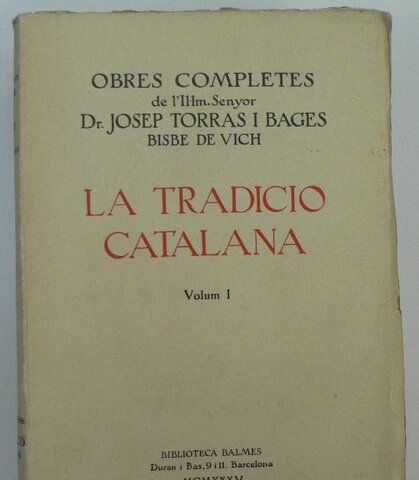 OBRES COMPLETES
de l'Il·lm. Senyor
Dr. JOSEP TORRAS I BAGES
BISBE DE VICH
LA TRADICIO
CATALANA
Volum I
BIBLIOTECA BALMES
Duran i Bas, 9 i 11. Barcelona
MCMXXXV